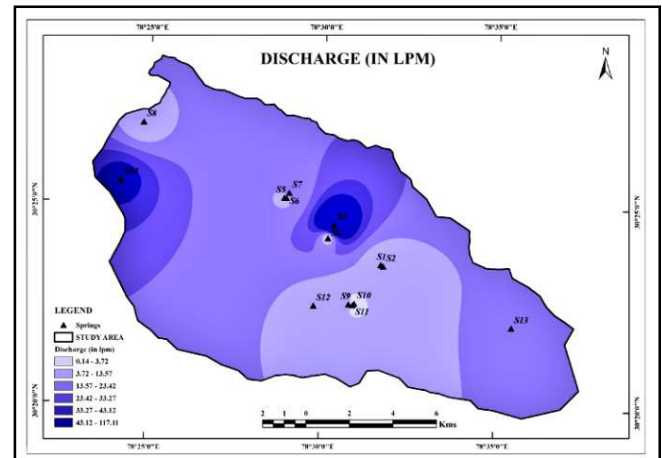 78°25'0"E 78°30'0"E 78°35'0"E
DISCHARGE (IN LPM)
N
S8
S7
S5
S6
30°25'0"N 30°25'0"N
S1 S2
S12 S9 S10
S11
S13
LEGEND
Springs
STUDY AREA
Discharge (in lpm)
0.14 - 3.72
3.72 - 13.57
13.57 - 23.42
23.42 - 33.27
33.27 - 43.12
43.12 - 117.11
2 1 0 2 4 6
Kms
30°20'0"N 30°20'0"N
78°25'0"E 78°30'0"E 78°35'0"E